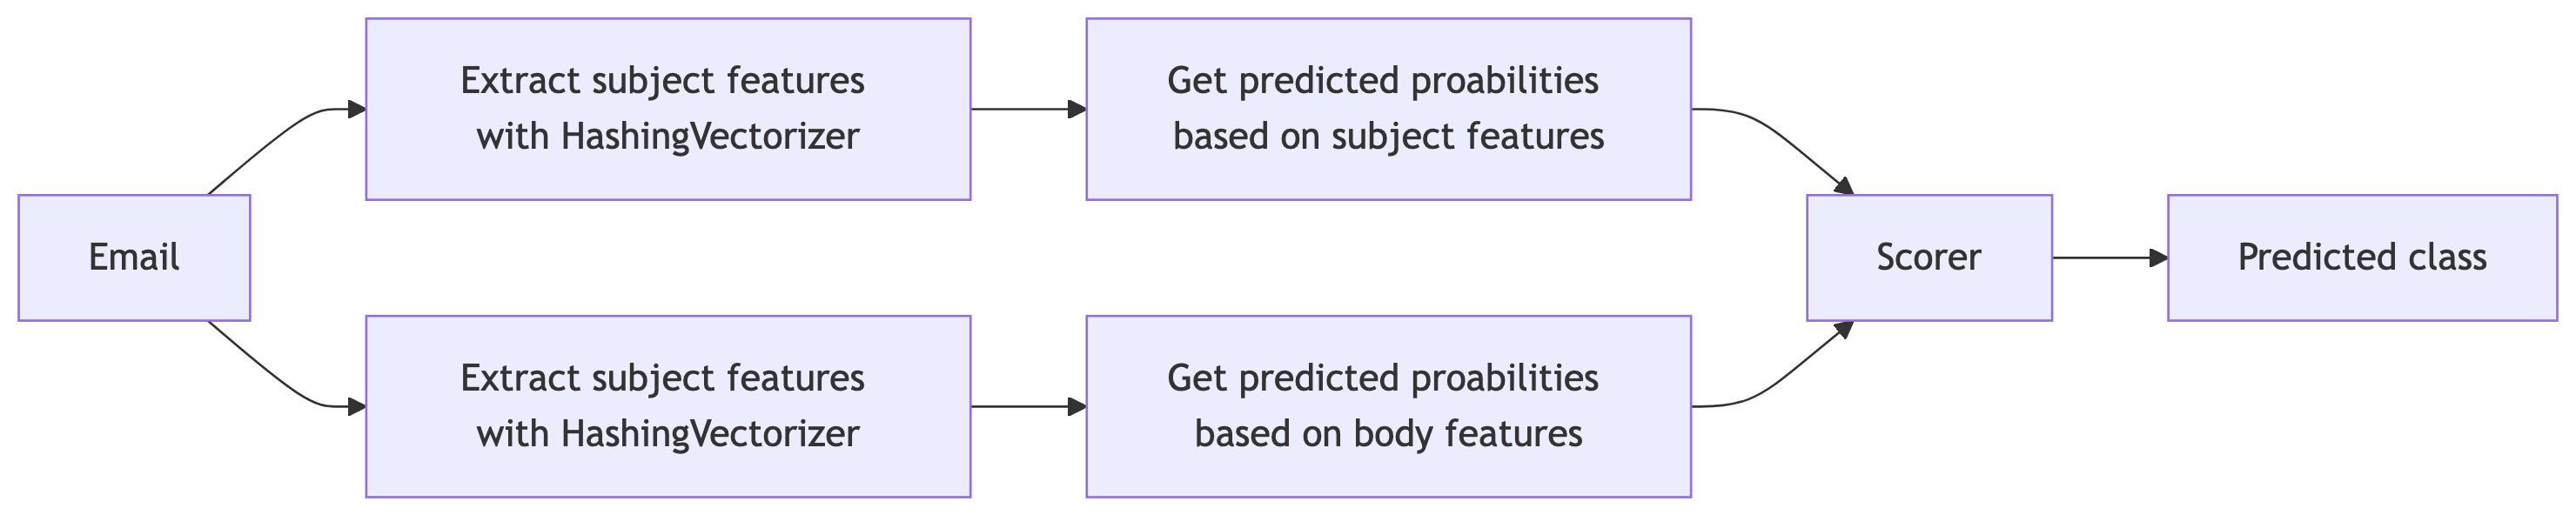 Email
Extract subject features
with HashingVectorizer
Get predicted proabilities
based on subject features
Extract subject features
with HashingVectorizer
Get predicted proabilities
based on body features
Scorer
Predicted class